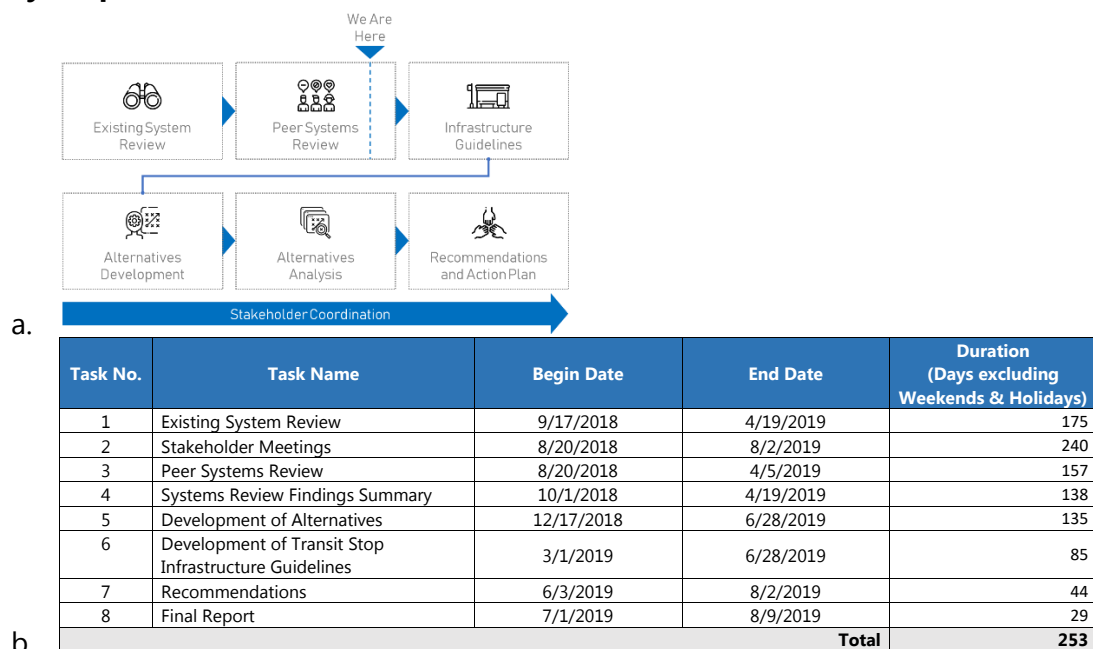 We Are
Here
Existing System
Review
Peer Systems
Review
Infrastructure
Guidelines
Alternatives
Development
Alternatives
Analysis
Recommendations
and Action Plan
Stakeholder Coordination
a.
Task No. Task Name Begin Date End Date Duration (Days excluding Weekends & Holidays)
1 Existing System Review 9/17/2018 4/19/2019 175
2 Stakeholder Meetings 8/20/2018 8/2/2019 240
3 Peer Systems Review 8/20/2018 4/5/2019 157
4 Systems Review Findings Summary 10/1/2018 4/19/2019 138
5 Development of Alternatives 12/17/2018 6/28/2019 135
6 Development of Transit Stop Infrastructure Guidelines 3/1/2019 6/28/2019 85
7 Recommendations 6/3/2019 8/2/2019 44
8 Final Report 7/1/2019 8/9/2019 29
b Total 253